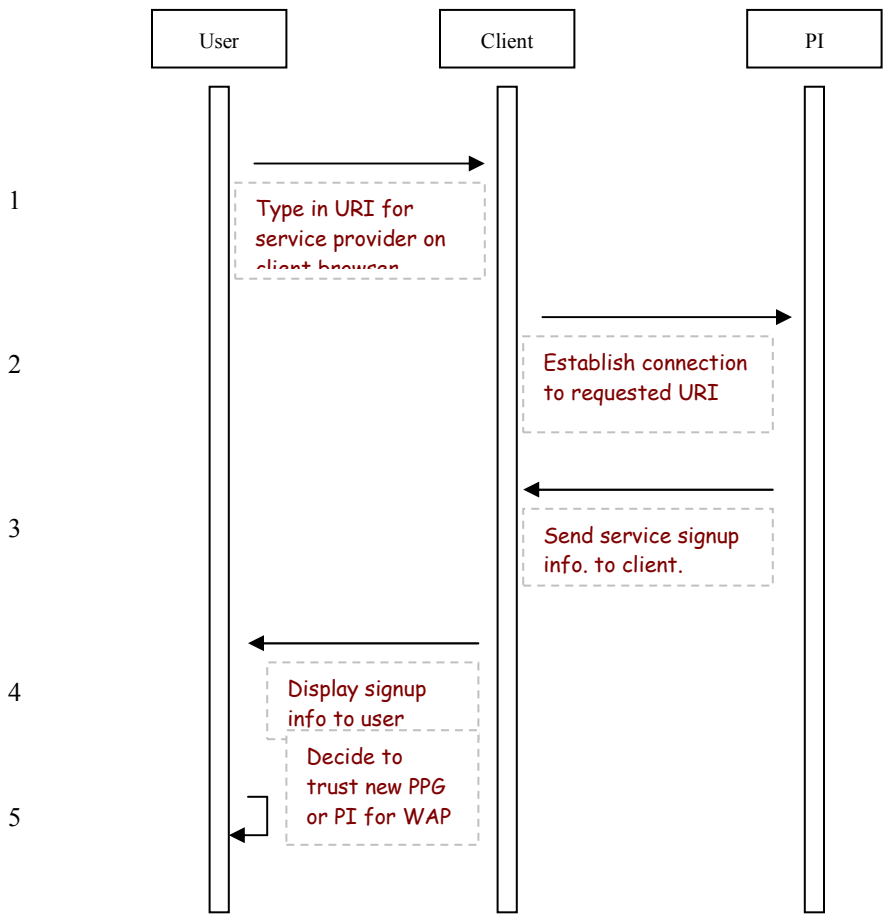 User
Client
PI
1
Type in URI for
service provider on
client browser
2
Establish connection
to requested URI
3
Send service signup
info. to client.
4
Display signup
info to user
Decide to
trust new PPG
or PI for WAP
5